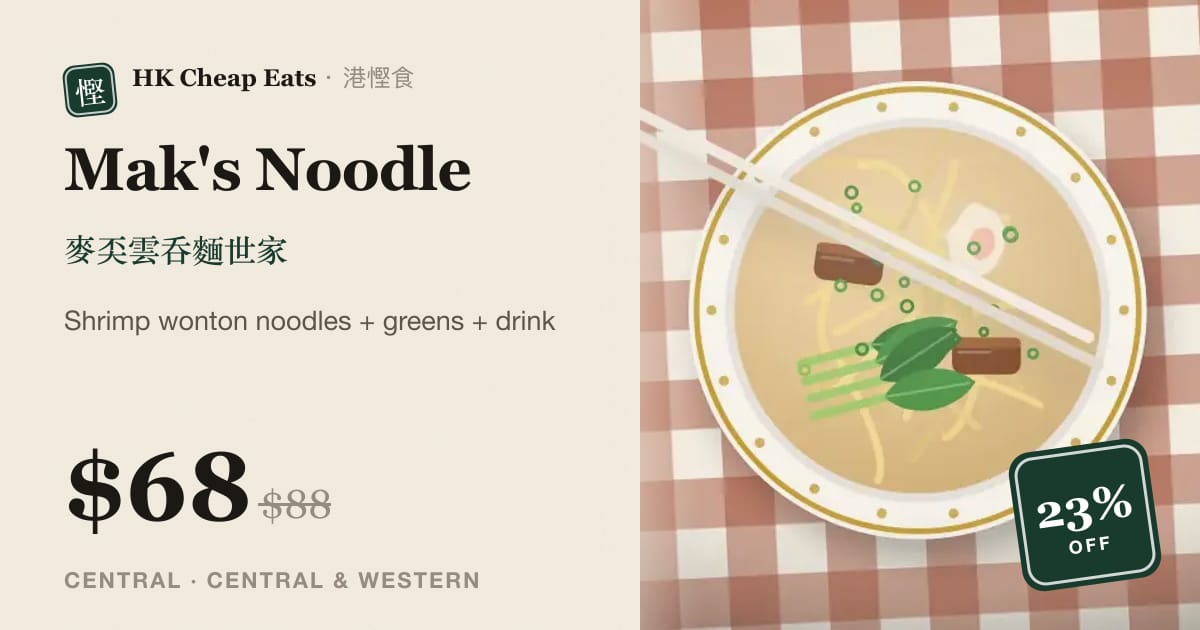 慳
HK Cheap Eats · 港慳食
Mak's Noodle
麥奀雲吞麵世家
Shrimp wonton noodles + greens + drink
$68 $88
CENTRAL · CENTRAL & WESTERN
23%
OFF